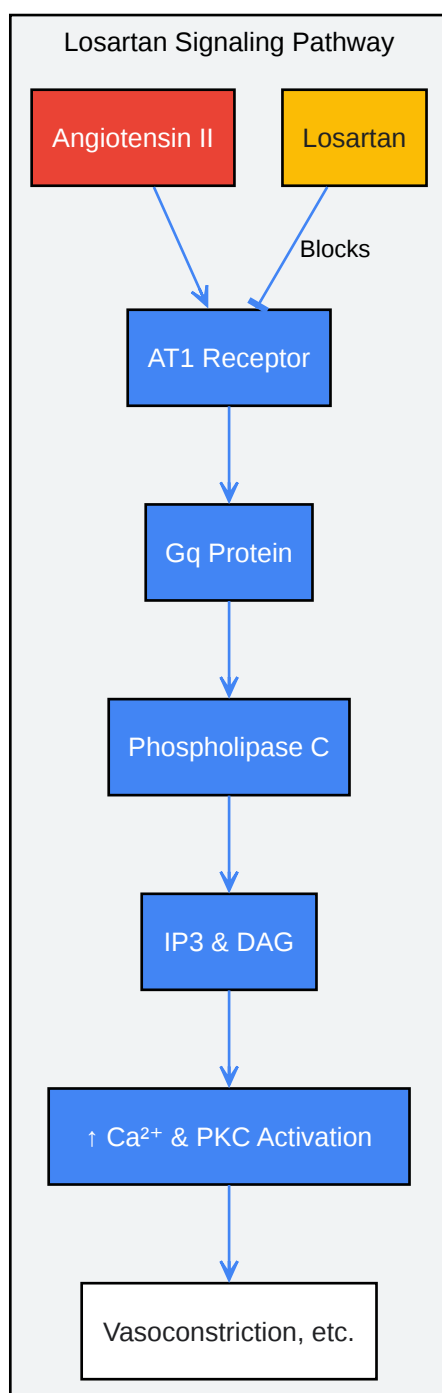 Losartan Signaling Pathway
Angiotensin II
Losartan
Blocks
AT1 Receptor
Gq Protein
Phospholipase C
IP3 & DAG
↑ Ca²⁺ & PKC Activation
Vasoconstriction, etc.